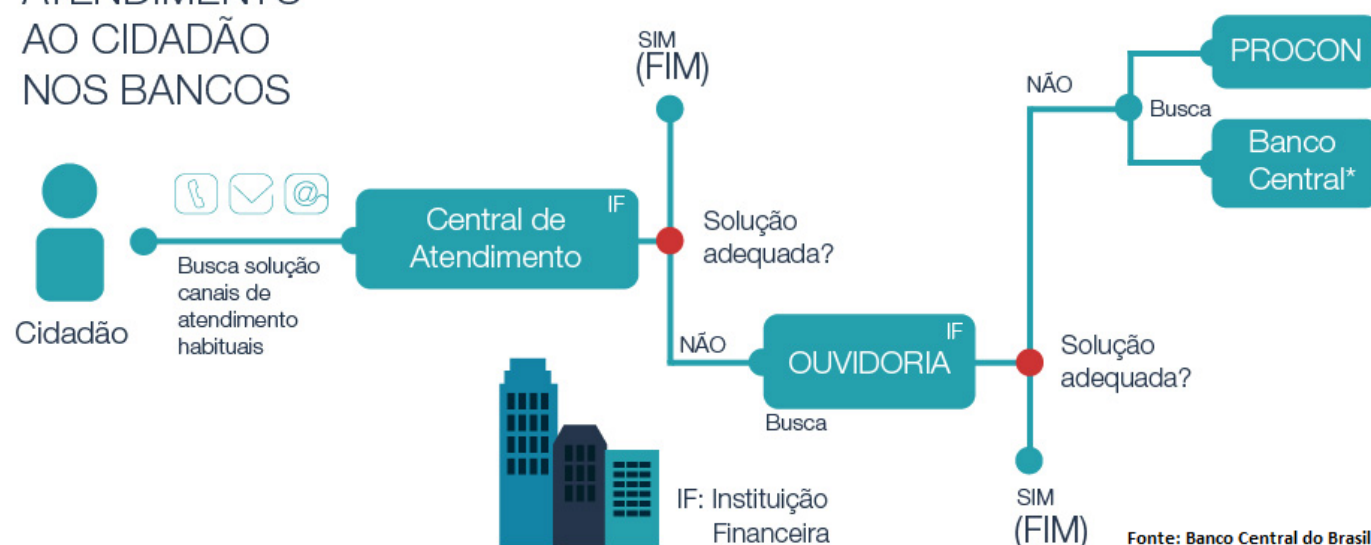 ATENDIMENTO
AO CIDADÃO
NOS BANCOS
Cidadão
Busca solução
canais de
atendimento
habituais
Central de
Atendimento
IF
SIM
(FIM)
Solução
adequada?
NÃO
OUVIDORIA
IF
Busca
Solução
adequada?
SIM
(FIM)
NÃO
Busca
PROCON
Banco
Central*
IF: Instituição
Financeira
Fonte: Banco Central do Brasil